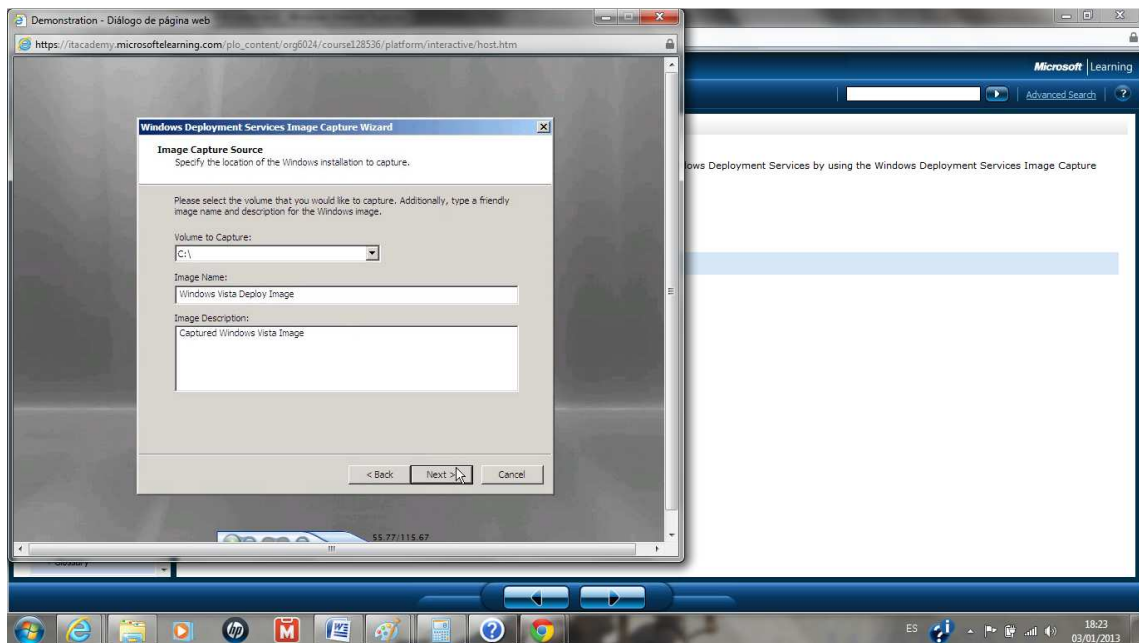 Demonstration - Diálogo de página web
https://itacademy.microsoftelearning.com/plo_content/org6024/course128536/platform/interactive/host.htm
Microsoft | Learning
Advanced Search
?
Windows Deployment Services Image Capture Wizard
Image Capture Source
Specify the location of the Windows installation to capture.
lows Deployment Services by using the Windows Deployment Services Image Capture
Please select the volume that you would like to capture. Additionally, type a friendly
image name and description for the Windows image.
Volume to Capture:
C:\
Image Name:
Windows Vista Deploy Image
Image Description:
Captured Windows Vista Image
< Back
Next >
Cancel
55.77/115.67
Glossary
hp
M
W
?
ES
18:23
03/01/2013